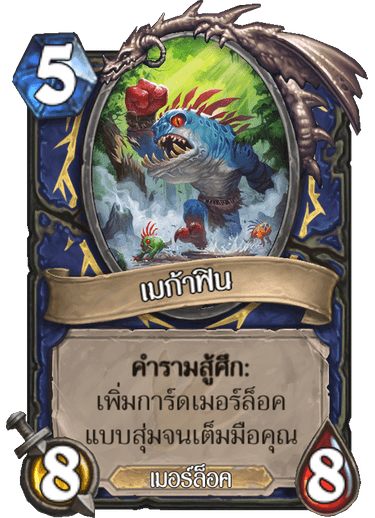 5
เมก้าฟิน
คำรามสู้ศึก:
เพิ่มการ์ดเมอร์ล็อค
แบบสุ่มจนเต็มมือคุณ
8
เมอร์ล็อค
8